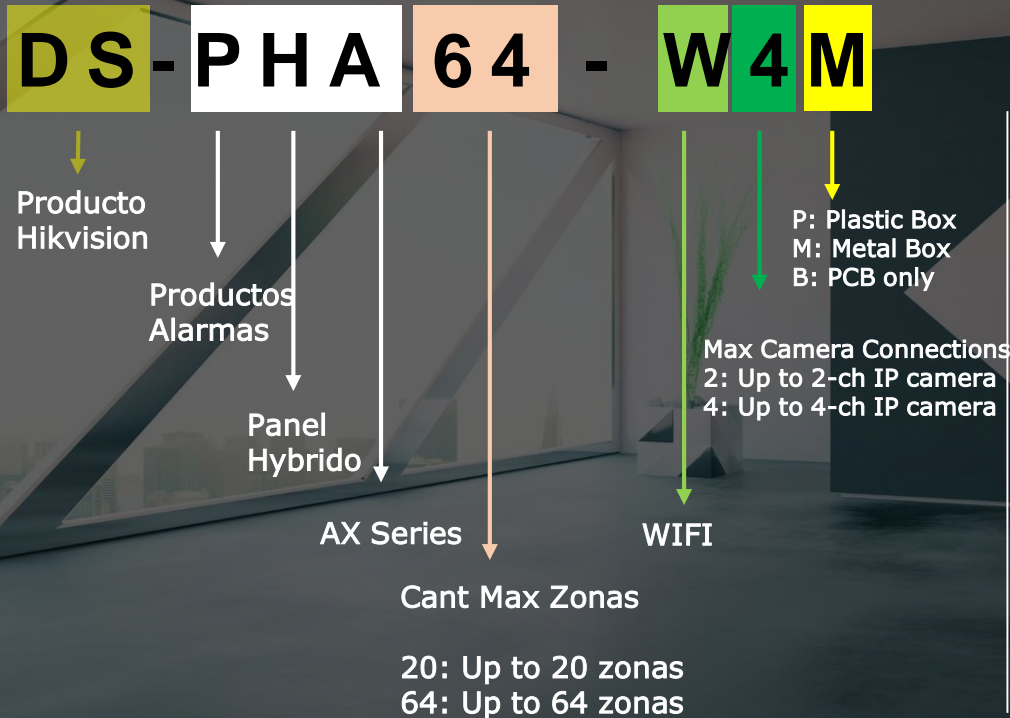 DS-PHA 64 - W4M
Producto
Hikvision
Productos
Alarmas
Panel
Hybrido
AX Series
Cant Max Zonas
20: Up to 20 zonas
64: Up to 64 zonas
WIFI
Max Camera Connections
2: Up to 2-ch IP camera
4: Up to 4-ch IP camera
P: Plastic Box
M: Metal Box
B: PCB only